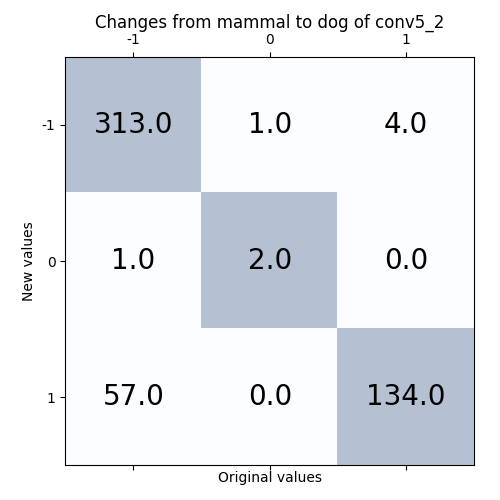 Changes from mammal to dog of conv5_2
-1 0 1
-1 313.0 1.0 4.0
0 1.0 2.0 0.0
1 57.0 0.0 134.0
New values
Original values